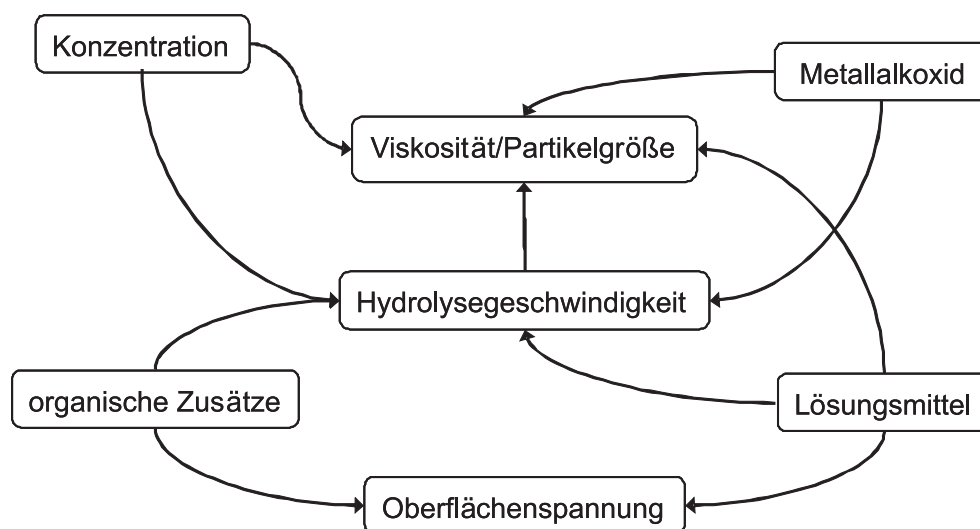 Konzentration
Metallalkoxid
Viskosität/Partikelgröße
Hydrolysegeschwindigkeit
organische Zusätze
Lösungsmittel
Oberflächenspannung